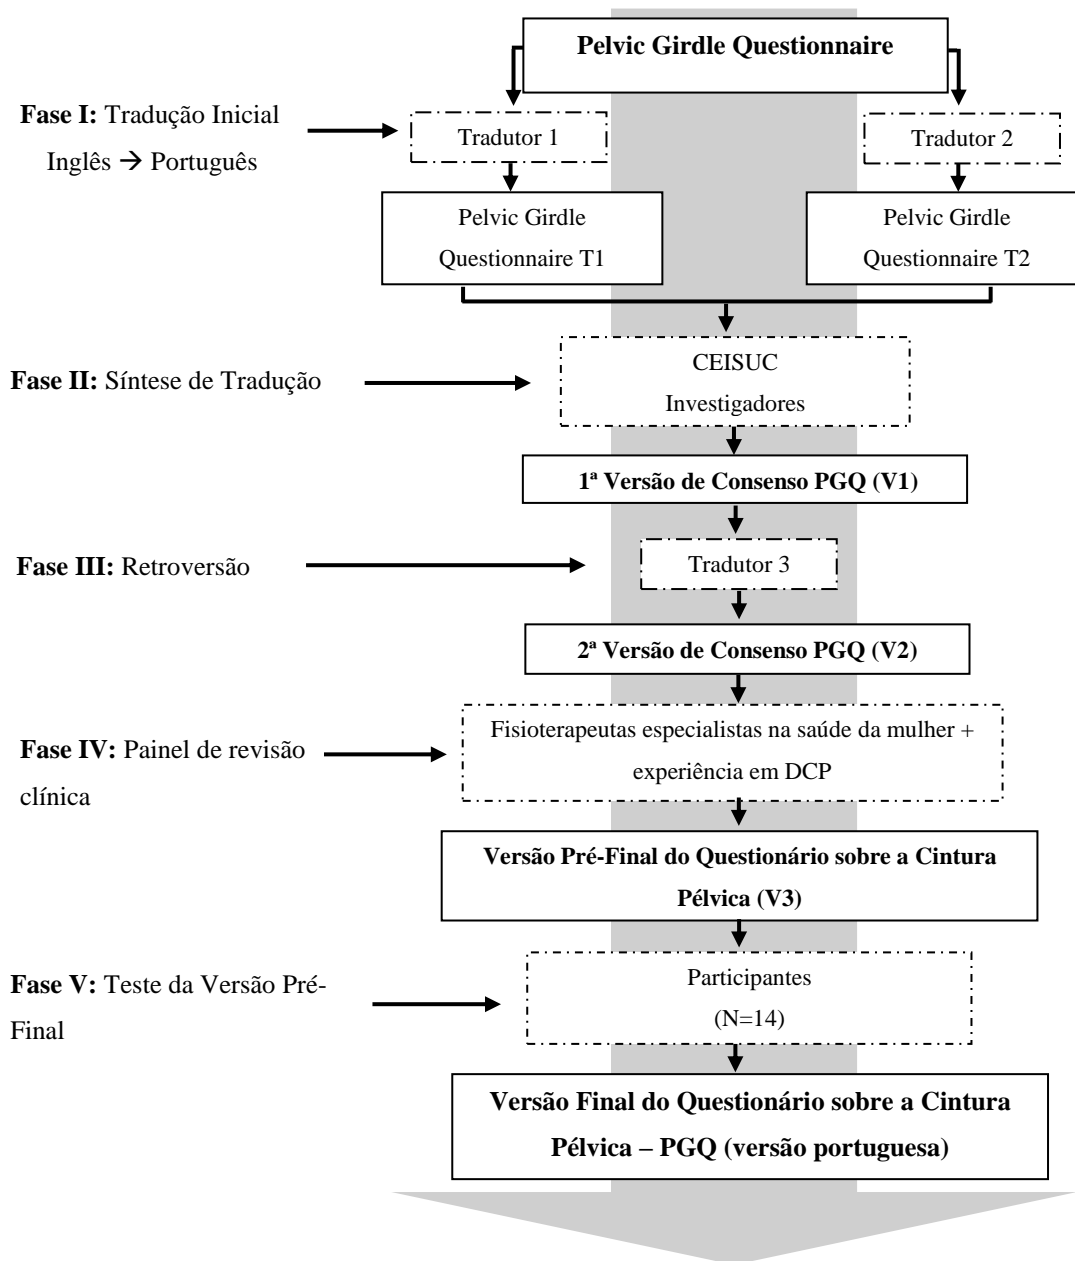 Pelvic Girdle Questionnaire
Fase I: Tradução Inicial
Inglês → Português
Tradutor 1
Tradutor 2
Pelvic Girdle
Questionnaire T1
Pelvic Girdle
Questionnaire T2
Fase II: Síntese de Tradução
CEISUC
Investigadores
1ª Versão de Consenso PGQ (V1)
Fase III: Retroversão
Tradutor 3
2ª Versão de Consenso PGQ (V2)
Fase IV: Painel de revisão
clínica
Fisioterapeutas especialistas na saúde da mulher +
experiência em DCP
Versão Pré-Final do Questionário sobre a Cintura
Pélvica (V3)
Fase V: Teste da Versão Pré-
Final
Participantes
(N=14)
Versão Final do Questionário sobre a Cintura
Pélvica – PGQ (versão portuguesa)